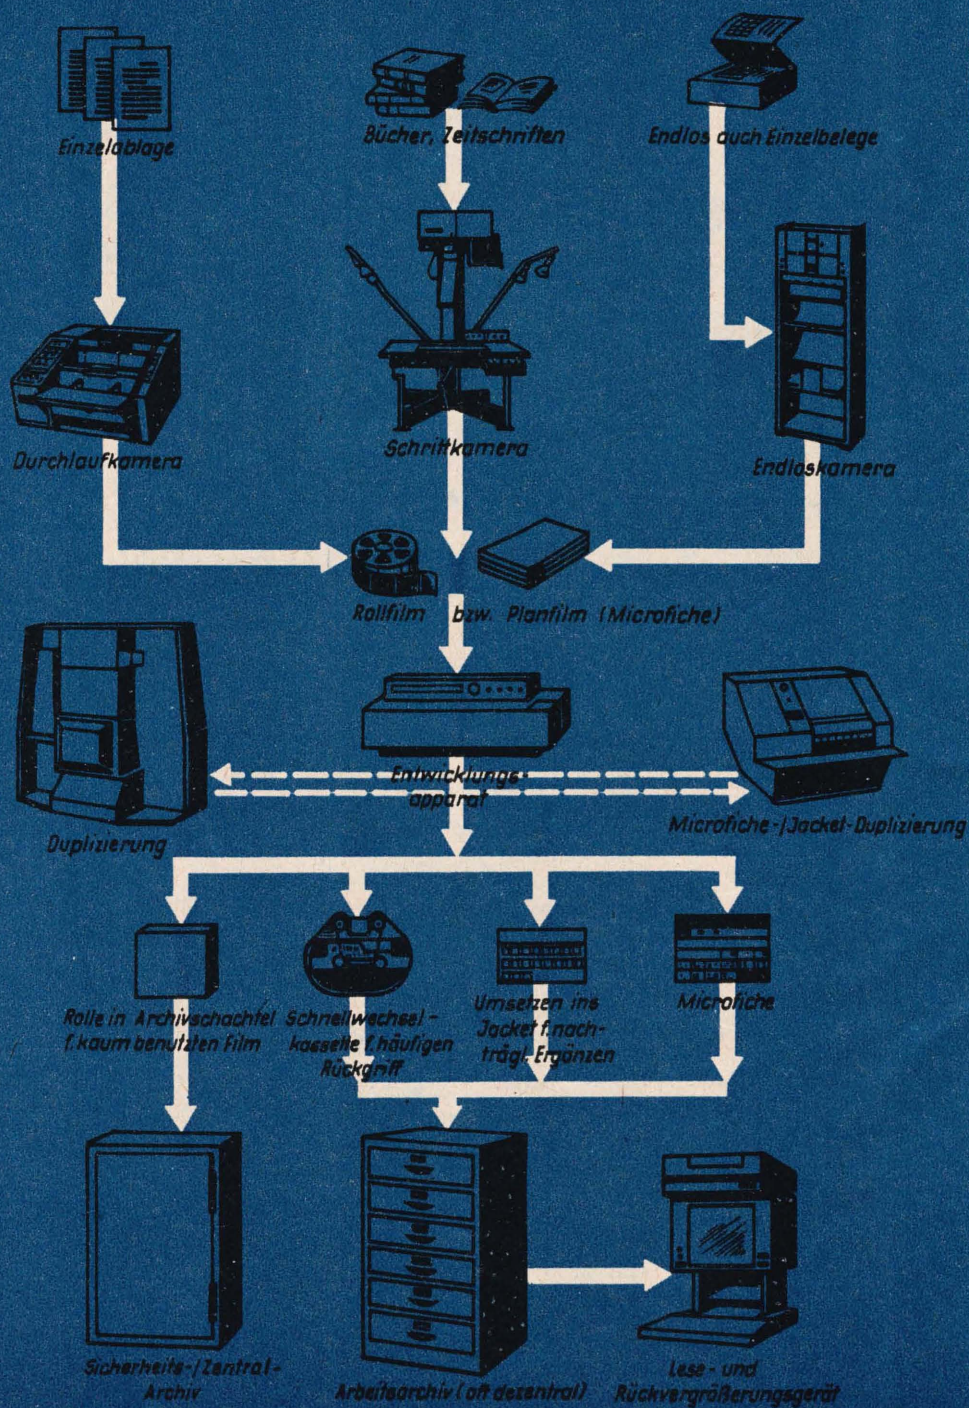 Einzelablage
Bücher, Zeitschriften
Endlos auch Einzelbelege
Durchlaufkamera
Schrittkamera
Endloskamera
Rollfilm bzw. Planfilm (Microfiche)
Entwicklungs-
apparat
Duplizierung
Microfiche-/Jacket-Duplizierung
Rolle in Archivschachtel
f. kaum benutzten Film
Schnellwechsel-
kassette f. häufigen
Rückgriff
Umsetzen ins
Jacket f. nach-
trägl. Ergänzen
Microfiche
Sicherheits-/Zentral-
Archiv
Arbeitsarchiv (oft dezentral)
Lese- und
Rückvergrößerungsgerät